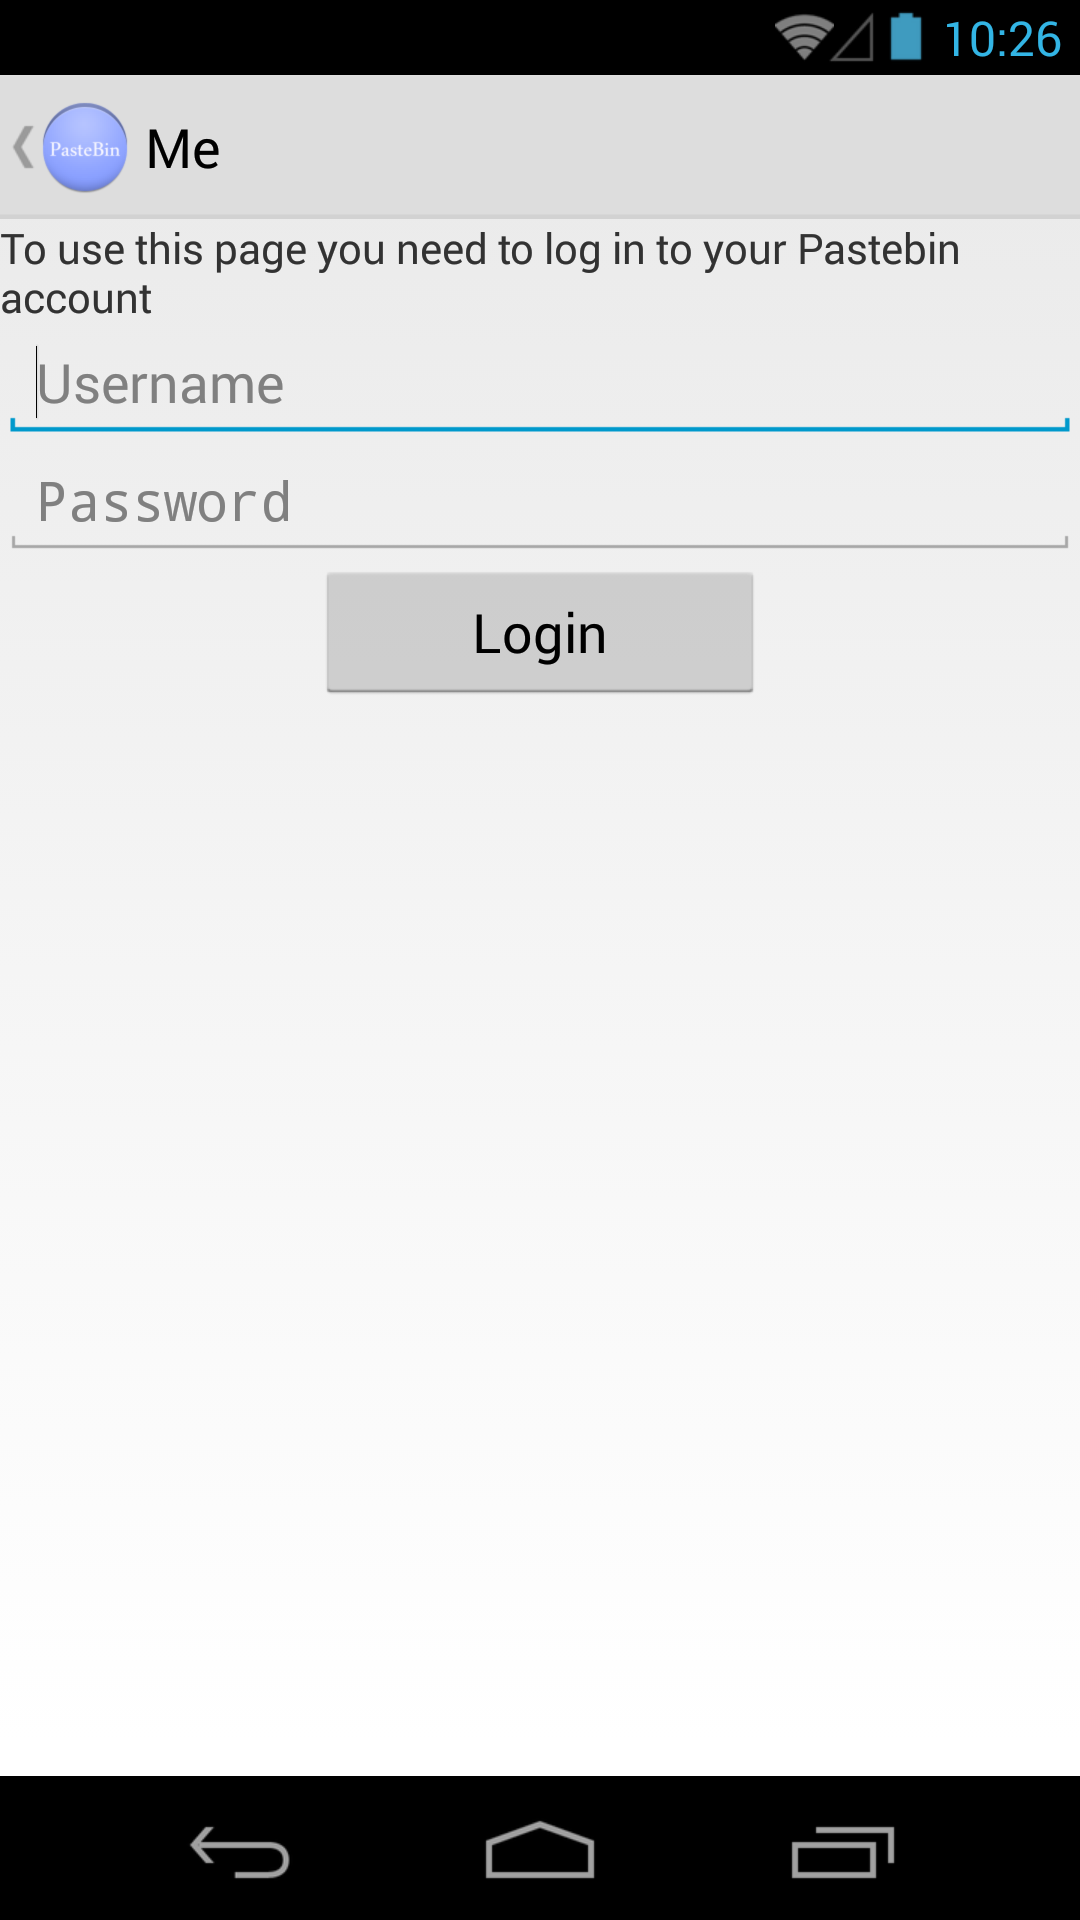 10:26
PasteBin
Me
To use this page you need to log in to your Pastebin
account
Username
Password
Login